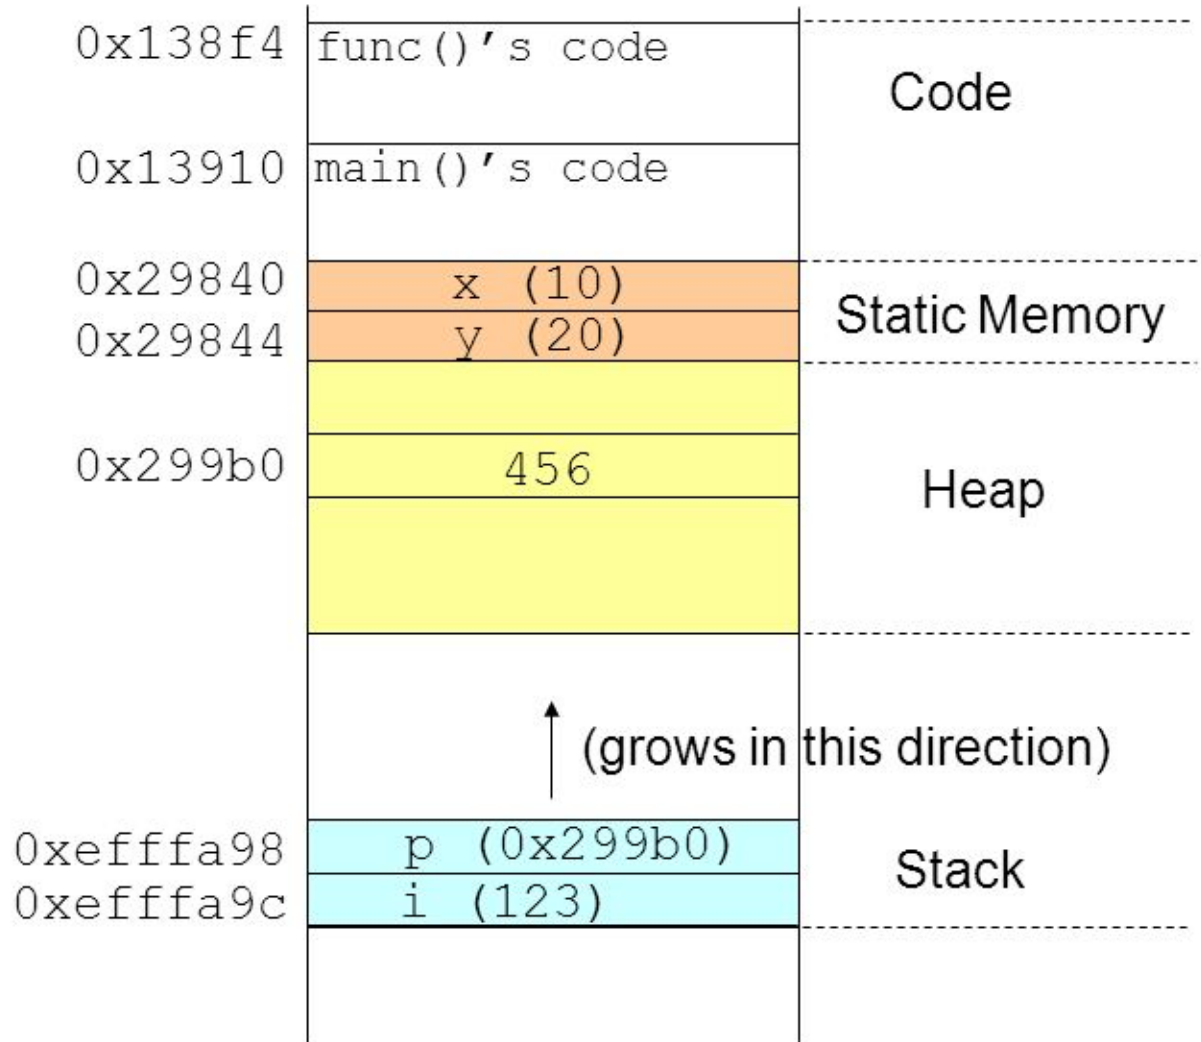 0x138f4 func()'s code
Code
0x13910 main()'s code
0x29840 x (10)
Static Memory
0x29844 y (20)
0x299b0 456
Heap
(grows in this direction)
0xefffa98 p (0x299b0)
Stack
0xefffa9c i (123)